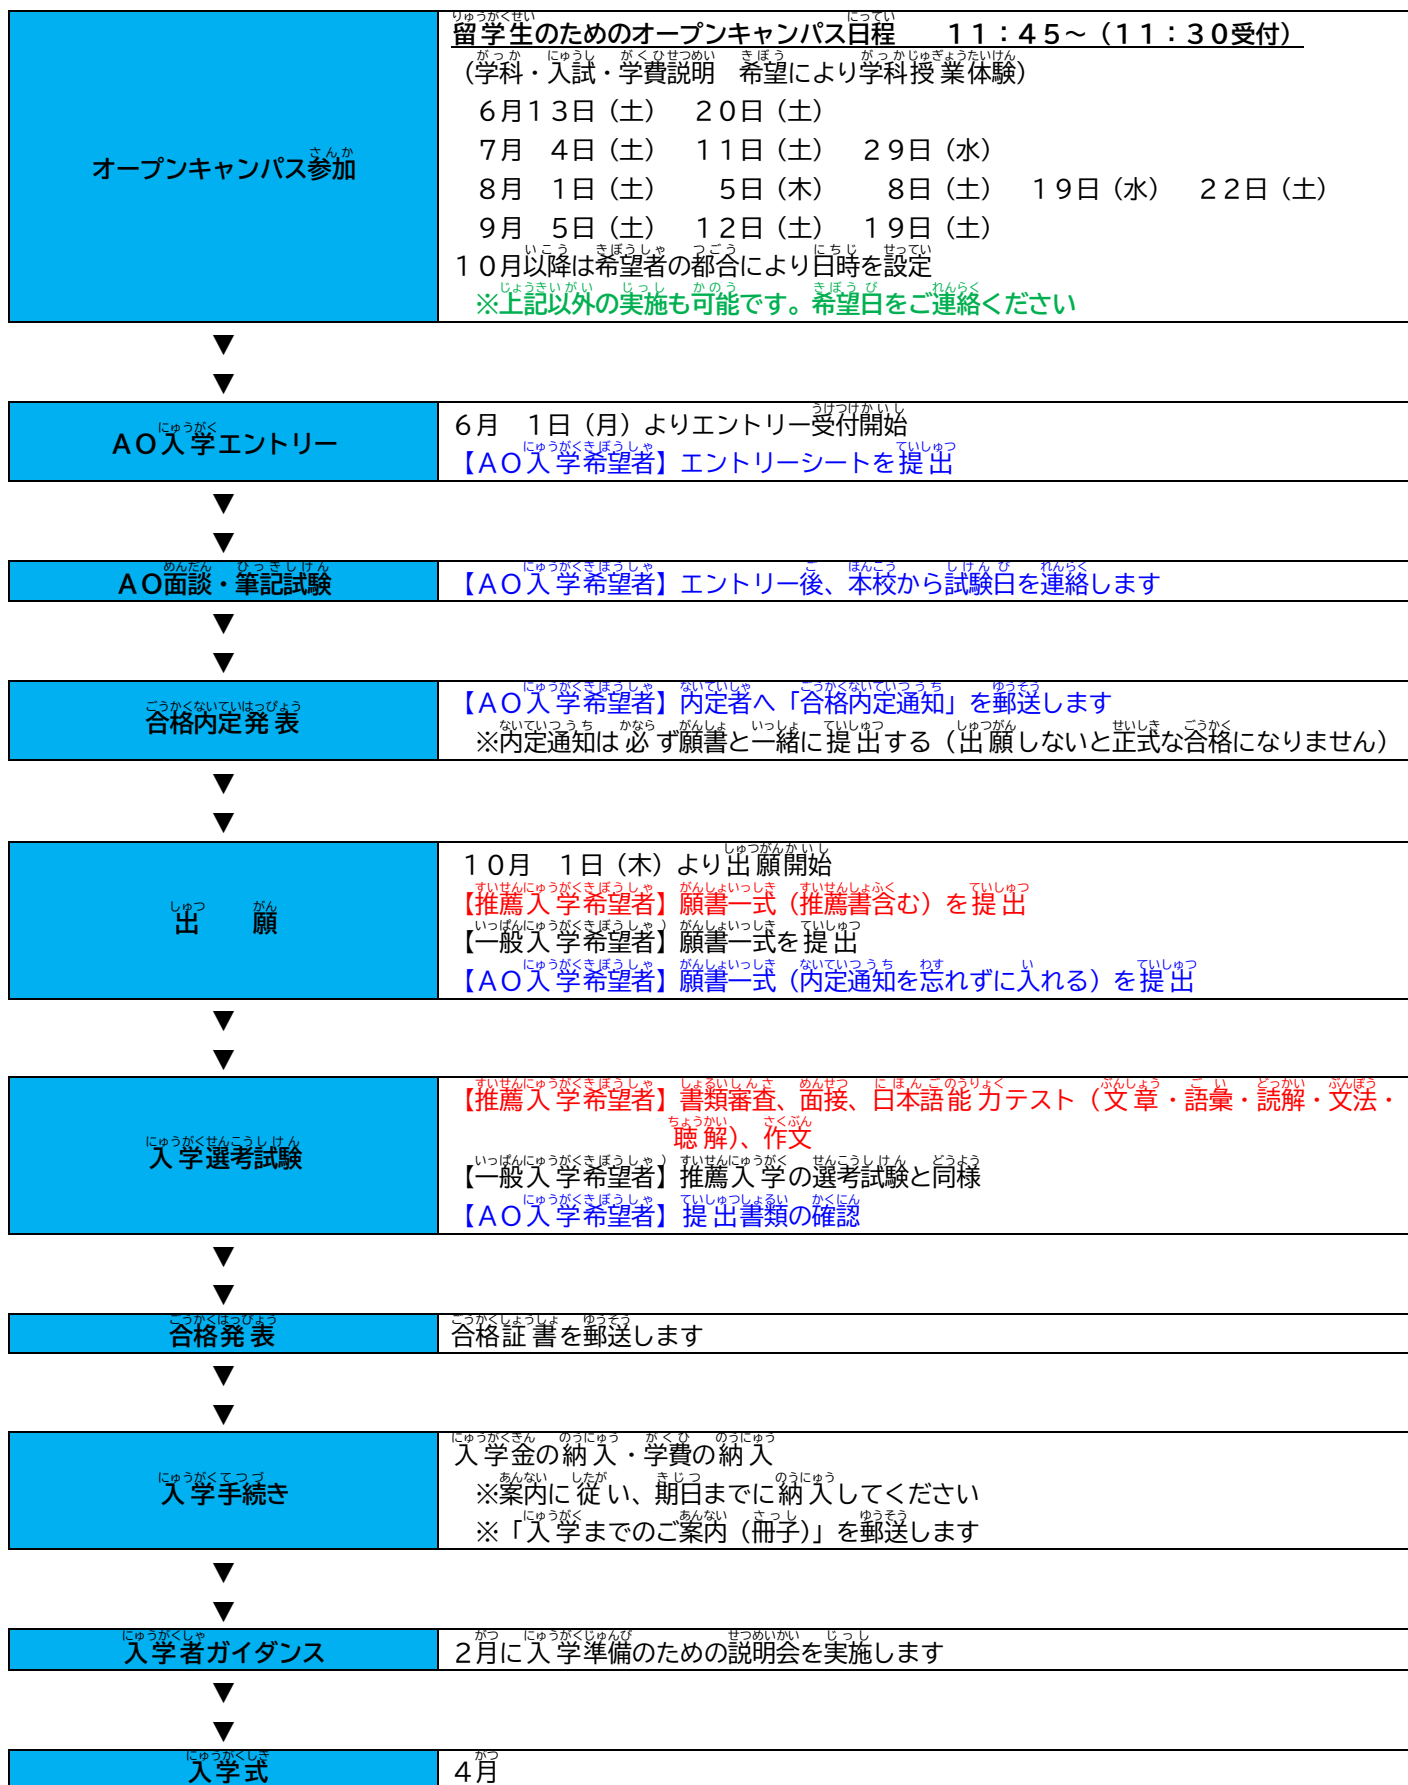 留学生のためのオープンキャンパス日程　　１１：４５～（１１：３０受付）
（学科・入試・学費説明　希望により学科授業体験）
６月１３日（土）　２０日（土）
７月　４日（土）　１１日（土）　２９日（水）
オープンキャンパス参加
８月　１日（土）　　５日（木）　　８日（土）　１９日（水）　２２日（土）
９月　５日（土）　１２日（土）　１９日（土）
１０月以降は希望者の都合により日時を設定
※上記以外の実施も可能です。希望日をご連絡ください
▼
▼
ＡＯ入学エントリー
６月　１日（月）よりエントリー受付開始
【ＡＯ入学希望者】エントリーシートを提出
▼
▼
ＡＯ面談・筆記試験
【ＡＯ入学希望者】エントリー後、本校から試験日を連絡します
▼
▼
合格内定発表
【ＡＯ入学希望者】内定者へ「合格内定通知」を郵送します
※内定通知は必ず願書と一緒に提出する（出願しないと正式な合格になりません）
▼
▼
出　　願
１０月　１日（木）より出願開始
【推薦入学希望者】願書一式（推薦書含む）を提出
【一般入学希望者】願書一式を提出
【ＡＯ入学希望者】願書一式（内定通知を忘れずに入れる）を提出
▼
▼
入学選考試験
【推薦入学希望者】書類審査、面接、日本語能力テスト（文章・語彙・読解・文法・
聴解）、作文
【一般入学希望者】推薦入学の選考試験と同様
【ＡＯ入学希望者】提出書類の確認
▼
▼
合格発表
合格証書を郵送します
▼
▼
入学手続き
入学金の納入・学費の納入
※案内に従い、期日までに納入してください
※「入学までのご案内（冊子）」を郵送します
▼
▼
入学者ガイダンス
２月に入学準備のための説明会を実施します
▼
▼
入学式
４月